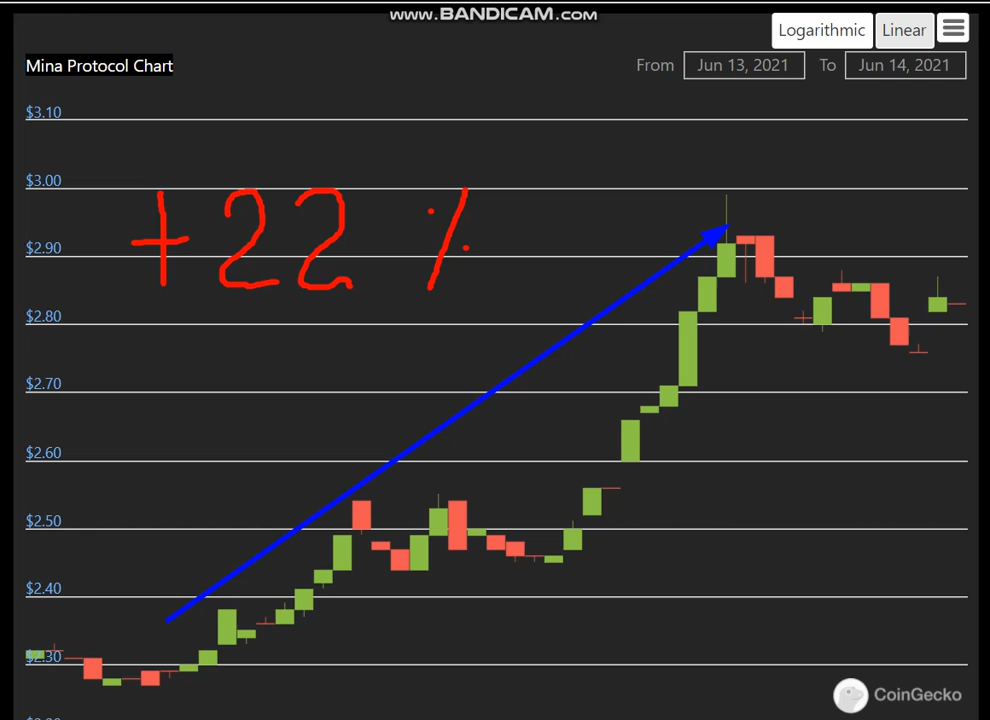 www.BANDICAM.com
Logarithmic Linear
Mina Protocol Chart
From Jun 13, 2021 To Jun 14, 2021
$3.10
$3.00
+22 %
$2.90
$2.80
$2.70
$2.60
$2.50
$2.40
$2.30
CoinGecko